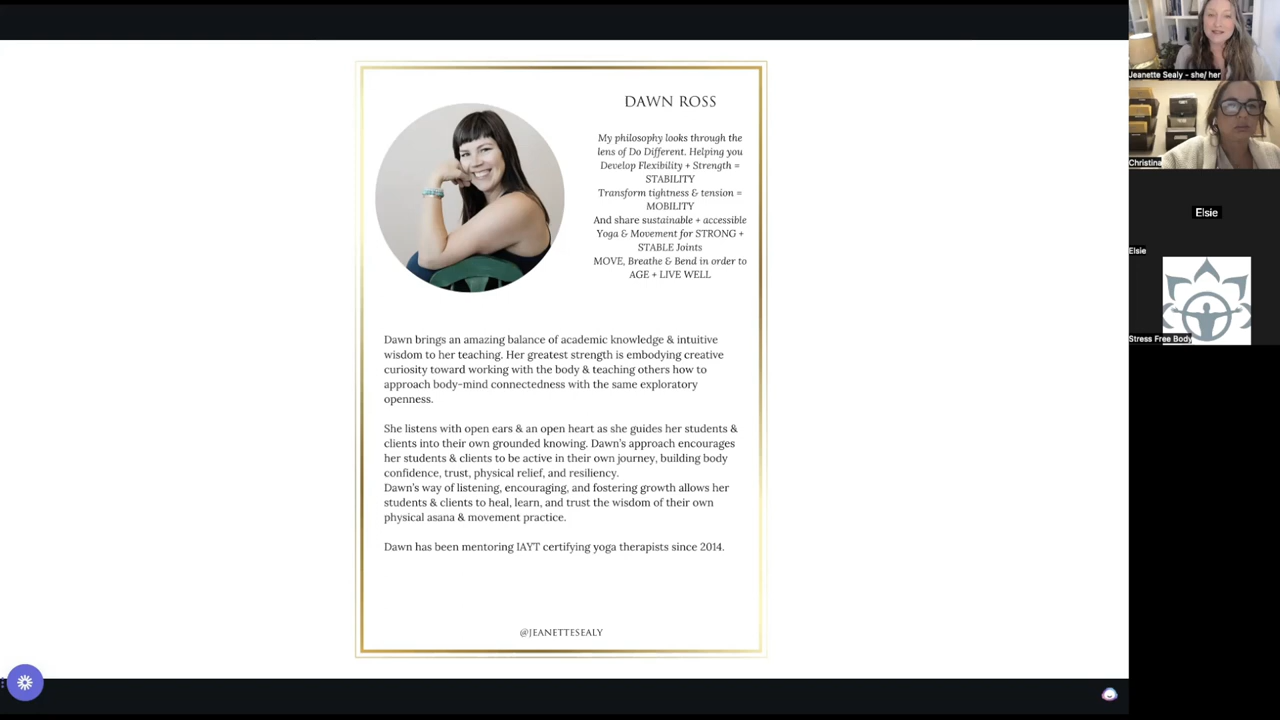 DAWN ROSS
My philosophy looks through the
lens of Do Different. Helping you
Develop Flexibility + Strength =
STABILITY
Transform tightness & tension =
MOBILITY
And share sustainable + accessible
Yoga & Movement for STRONG +
STABLE Joints
MOVE, Breathe & Bend in order to
AGE + LIVE WELL
Dawn brings an amazing balance of academic knowledge & intuitive
wisdom to her teaching. Her greatest strength is embodying creative
curiosity toward working with the body & teaching others how to
approach body-mind connectedness with the same exploratory
openness.
She listens with open ears & an open heart as she guides her students &
clients into their own grounded knowing. Dawn's approach encourages
her students & clients to be active in their own journey, building body
confidence, trust, physical relief, and resiliency.
Dawn's way of listening, encouraging, and fostering growth allows her
students & clients to heal, learn, and trust the wisdom of their own
physical asana & movement practice.
Dawn has been mentoring IAYT certifying yoga therapists since 2014.
@JEANETTESEALY
Jeanette Sealy - she/ her
Christina
Elsie
Elsie
Stress Free Body